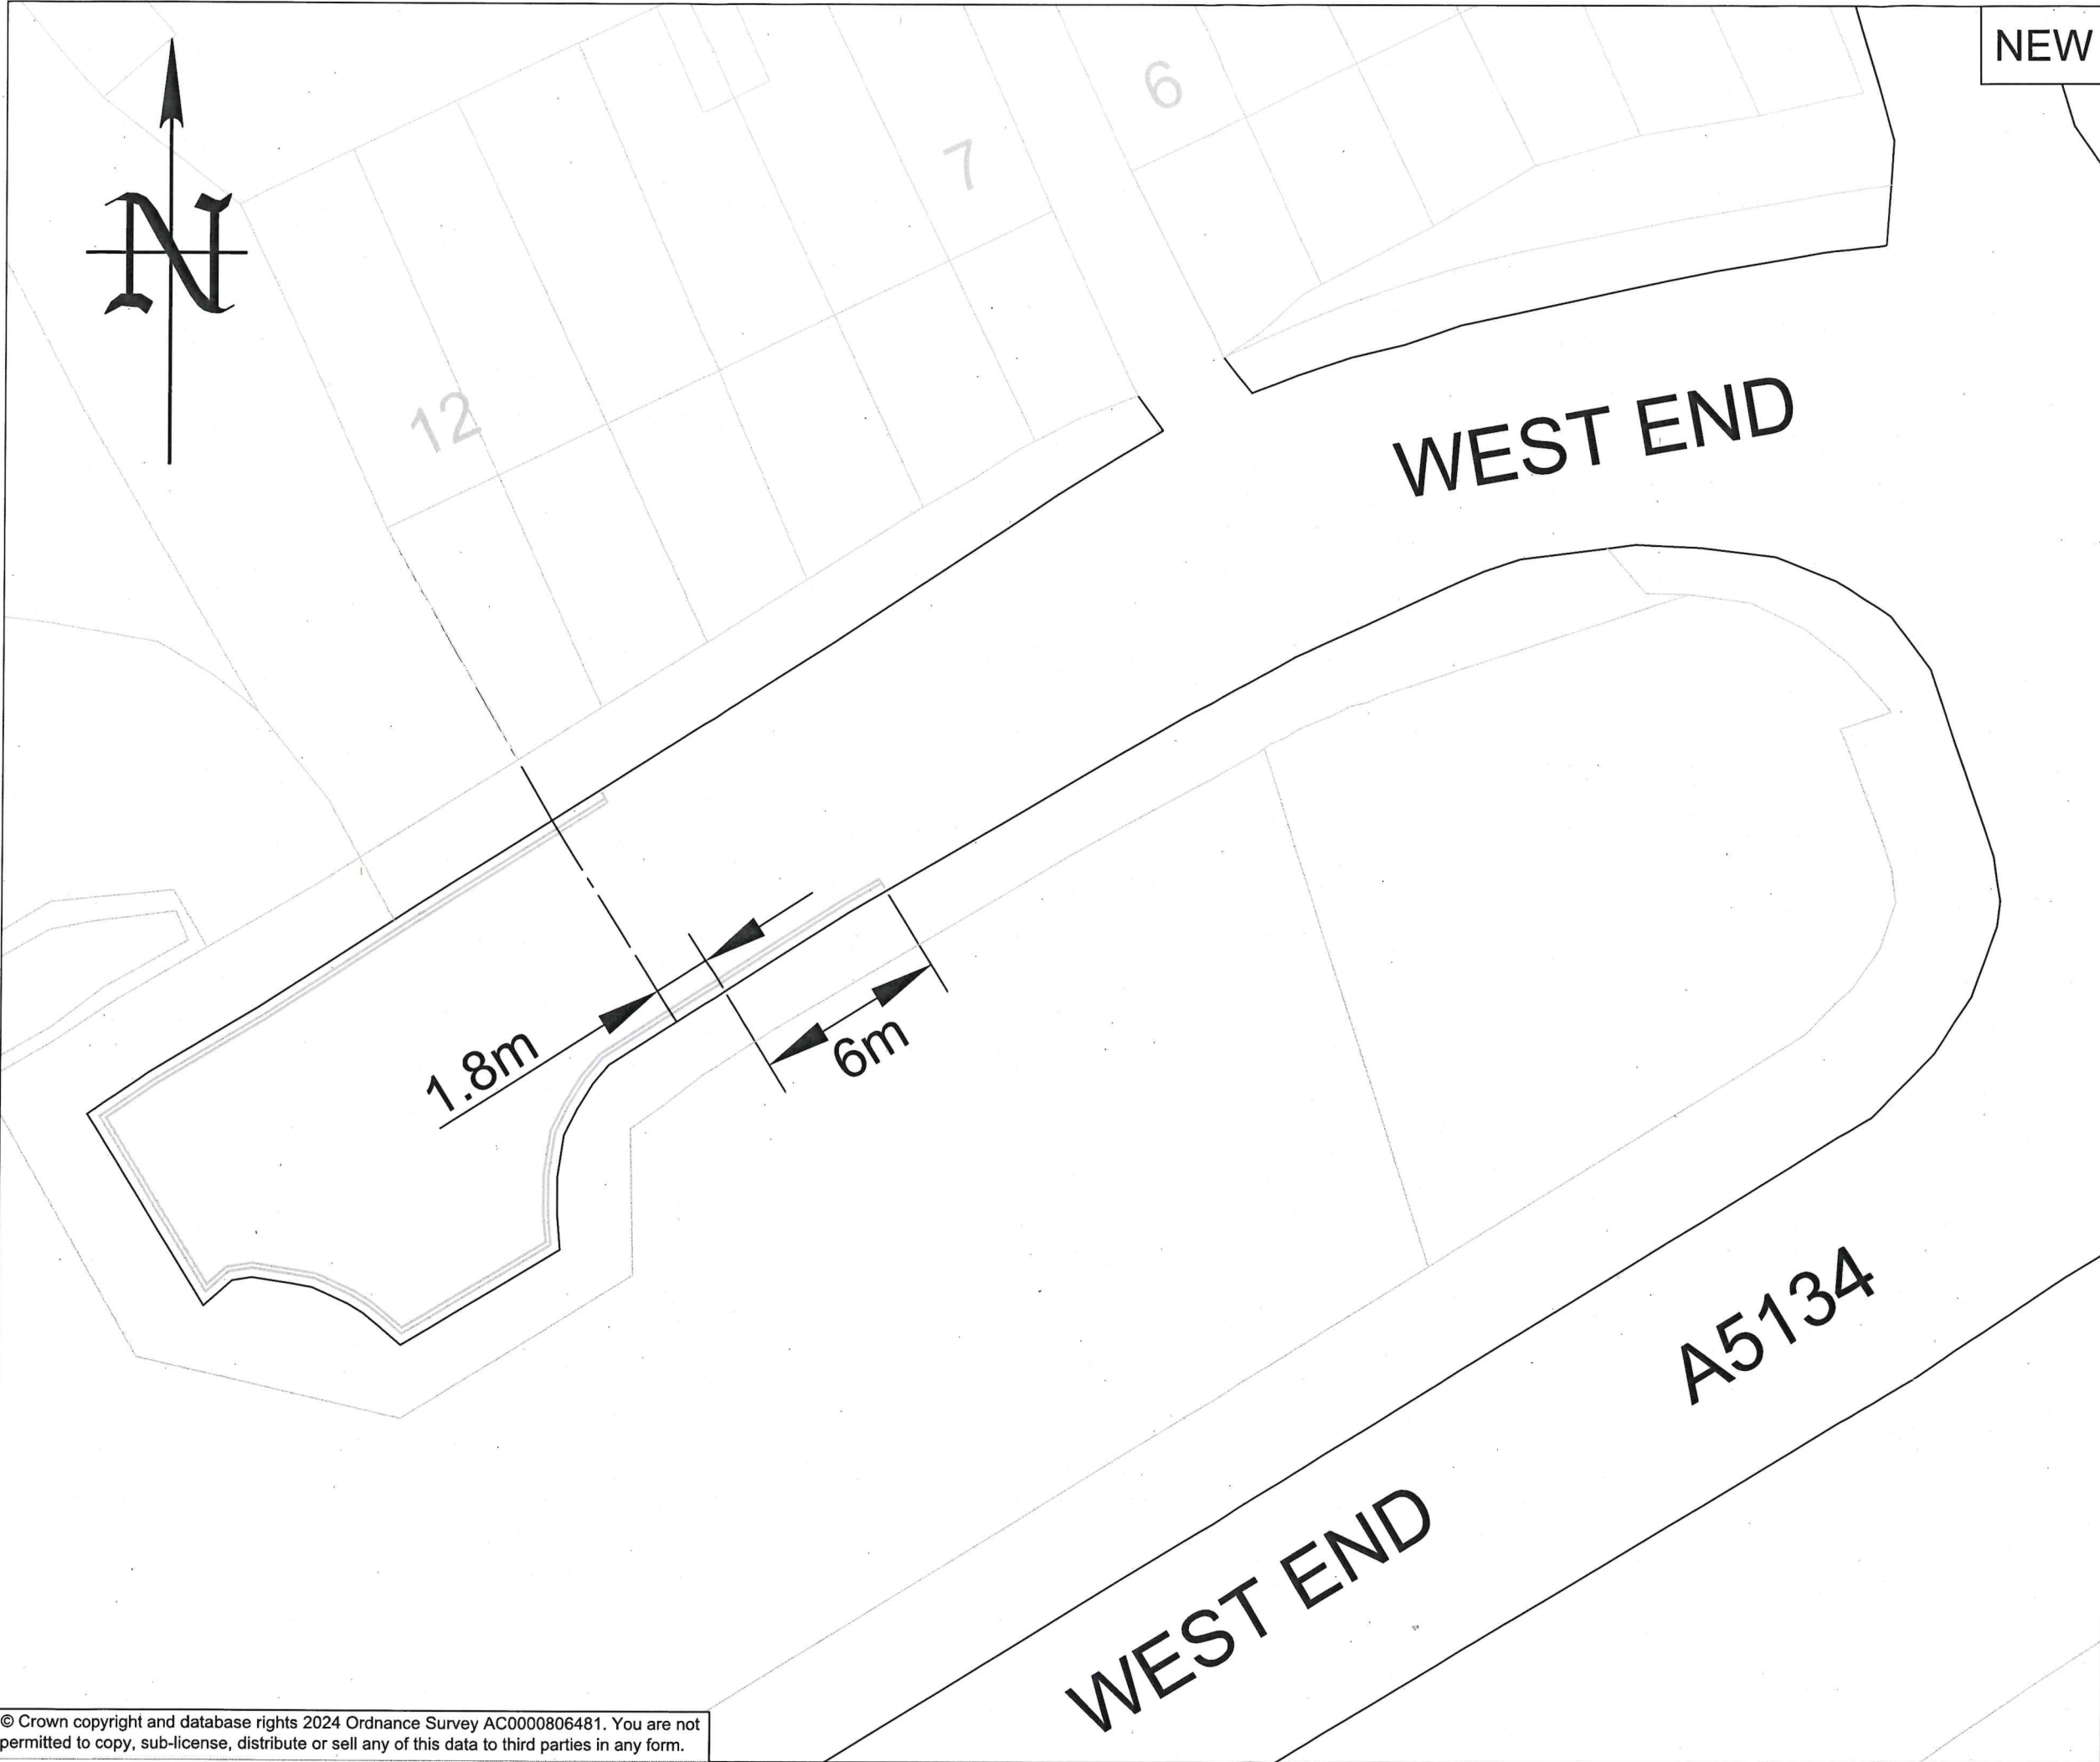 NEW
N
6
7
12
WEST END
1.8m
6m
A5134
WEST END
© Crown copyright and database rights 2024 Ordnance Survey AC0000806481. You are not
permitted to copy, sub-license, distribute or sell any of this data to third parties in any form.